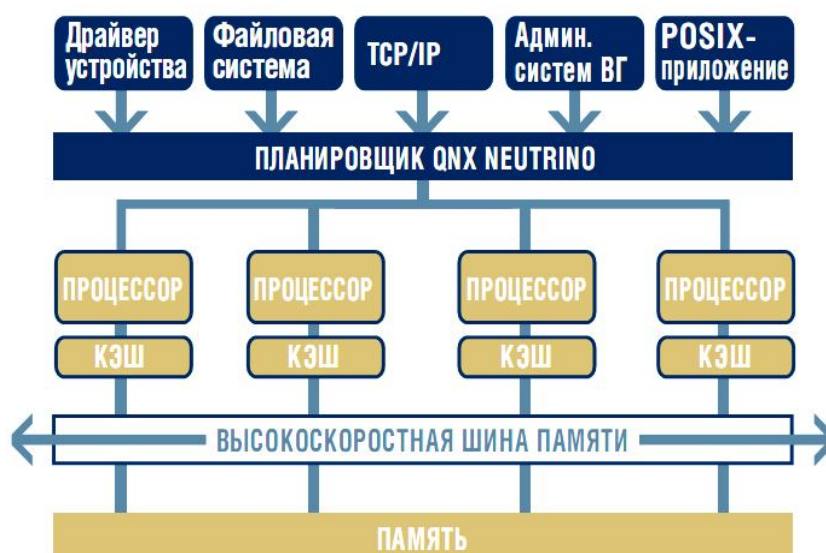 Драйвер
устройства
Файловая
система
TCP/IP
Админ.
систем ВГ
POSIX-
приложение
ПЛАНИРОВЩИК QNX NEUTRINO
ПРОЦЕССОР
ПРОЦЕССОР
ПРОЦЕССОР
ПРОЦЕССОР
КЭШ
КЭШ
КЭШ
КЭШ
ВЫСОКОСКОРОСТНАЯ ШИНА ПАМЯТИ
ПАМЯТЬ